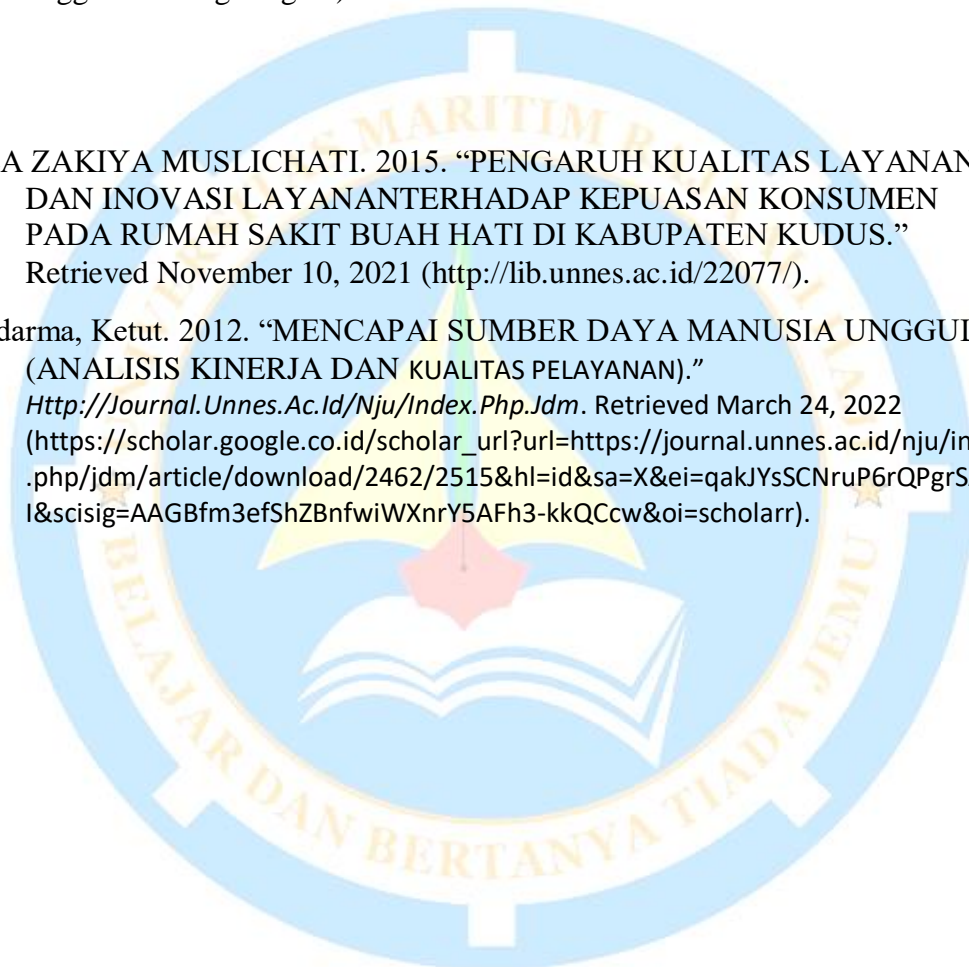 A ZAKIYA MUSLICHATI. 2015. “PENGARUH KUALITAS LAYANAN
DAN INOVASI LAYANANTERHADAP KEPUASAN KONSUMEN
PADA RUMAH SAKIT BUAH HATI DI KABUPATEN KUDUS.”
Retrieved November 10, 2021 (http://lib.unnes.ac.id/22077/).
darma, Ketut. 2012. “MENCAPAI SUMBER DAYA MANUSIA UNGGUL
(ANALISIS KINERJA DAN KUALITAS PELAYANAN).”
Http://Journal.Unnes.Ac.Id/Nju/Index.Php.Jdm. Retrieved March 24, 2022
(https://scholar.google.co.id/scholar_url?url=https://journal.unnes.ac.id/nju/in
.php/jdm/article/download/2462/2515&hl=id&sa=X&ei=qakJYsSCNruP6rQPgrS
I&scisig=AAGBfm3efShZBnfwiWXnrY5AFh3-kkQCcw&oi=scholarr).
MARITIM RAJA
BELAJAR DAN BERTANYA TIADA JEMU